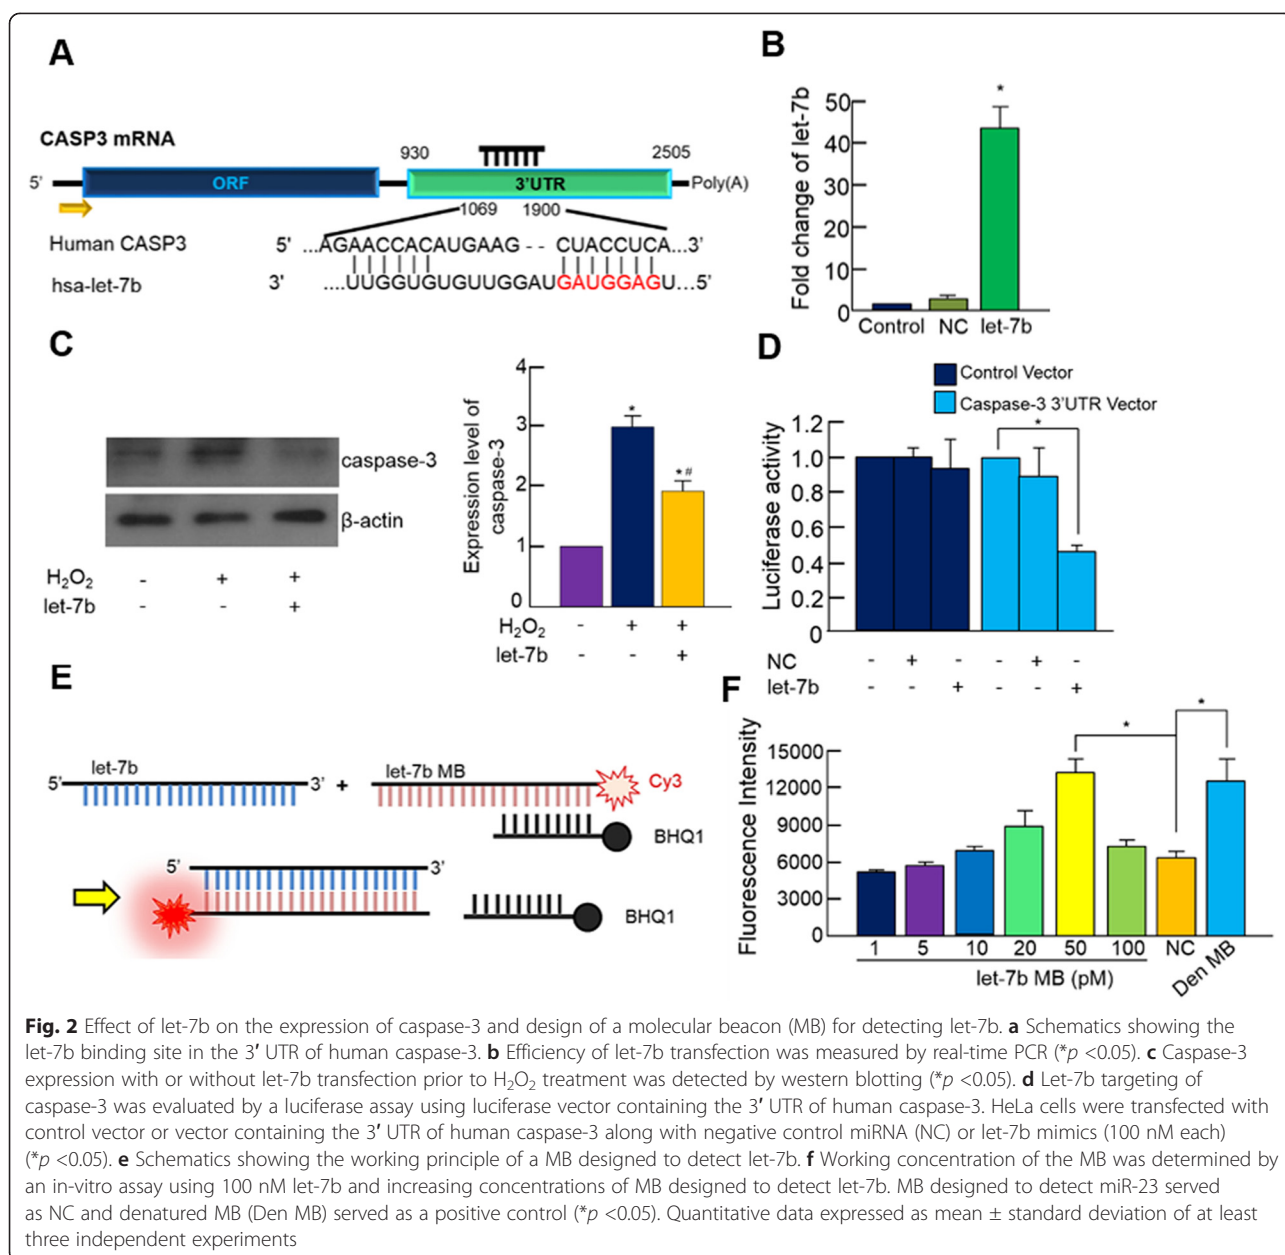 A
CASP3 mRNA
930
2505
5'
ORF
3'UTR
Poly(A)
1069
1900
Human CASP3
5' ...AGAACCACAUGAAG - - CUACCUCA...3'
hsa-let-7b
3' ....UUGGUGUGUUGGAUGAUGGAGU...5'
B
Fold change of let-7b
50
40
30
20
10
0
*
Control NC let-7b
C
caspase-3
β-actin
H₂O₂ - + +
let-7b - - +
Expression level of
caspase-3
4
3
2
1
0
*
*#
H₂O₂ - + +
let-7b - - +
D
Control Vector
Caspase-3 3'UTR Vector
Luciferase activity
1.2
1.0
0.8
0.6
0.4
0.2
0
*
NC - + - - + -
let-7b - - + - - +
E
5' let-7b 3' + let-7b MB Cy3
BHQ1
5' 3'
BHQ1
F
Fluorescence Intensity
15000
12000
9000
6000
3000
0
*
*
1 5 10 20 50 100 NC Den MB
let-7b MB (pM)
Fig. 2 Effect of let-7b on the expression of caspase-3 and design of a molecular beacon (MB) for detecting let-7b. a Schematics showing the
let-7b binding site in the 3′ UTR of human caspase-3. b Efficiency of let-7b transfection was measured by real-time PCR (*p <0.05). c Caspase-3
expression with or without let-7b transfection prior to H₂O₂ treatment was detected by western blotting (*p <0.05). d Let-7b targeting of
caspase-3 was evaluated by a luciferase assay using luciferase vector containing the 3′ UTR of human caspase-3. HeLa cells were transfected with
control vector or vector containing the 3′ UTR of human caspase-3 along with negative control miRNA (NC) or let-7b mimics (100 nM each)
(*p <0.05). e Schematics showing the working principle of a MB designed to detect let-7b. f Working concentration of the MB was determined by
an in-vitro assay using 100 nM let-7b and increasing concentrations of MB designed to detect let-7b. MB designed to detect miR-23 served
as NC and denatured MB (Den MB) served as a positive control (*p <0.05). Quantitative data expressed as mean ± standard deviation of at least
three independent experiments